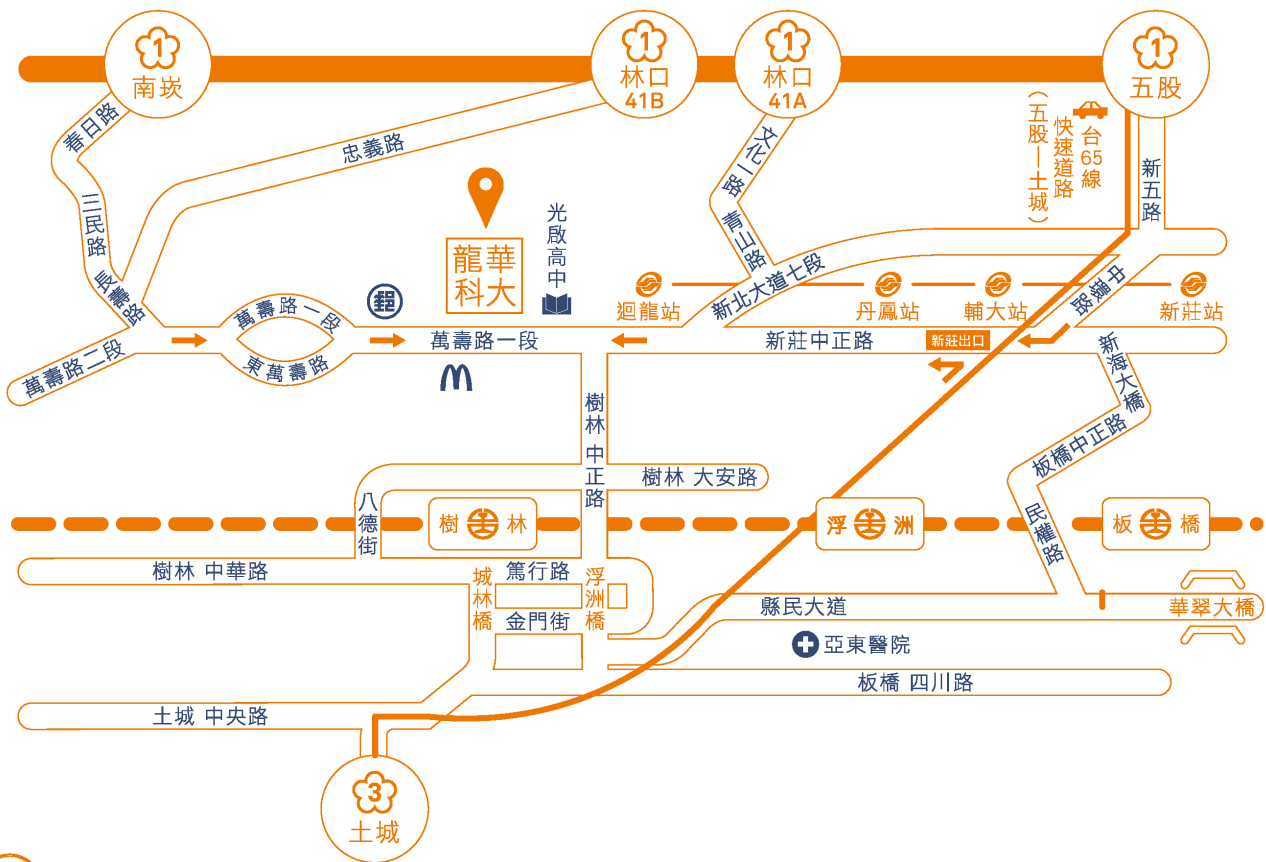 1
南崁
1
林口
41B
1
林口
41A
1
五股
春日路
忠義路
文化一路
台65線
快速道路
(五股—土城)
新五路
三民路
光啟高中
青山路
龍華
科大
長壽路
新北大道七段
中興路
迴龍站
丹鳳站
輔大站
新莊站
郵
萬壽路一段
東萬壽路
萬壽路一段
新莊中正路
新莊出口
萬壽路二段
新海大橋
樹林 中正路
板橋中正路
樹林 大安路
八德街
樹林
浮洲
板橋
民權路
樹林 中華路
城林橋
篤行路
浮洲橋
縣民大道
華翠大橋
金門街
亞東醫院
板橋 四川路
土城 中央路
3
土城